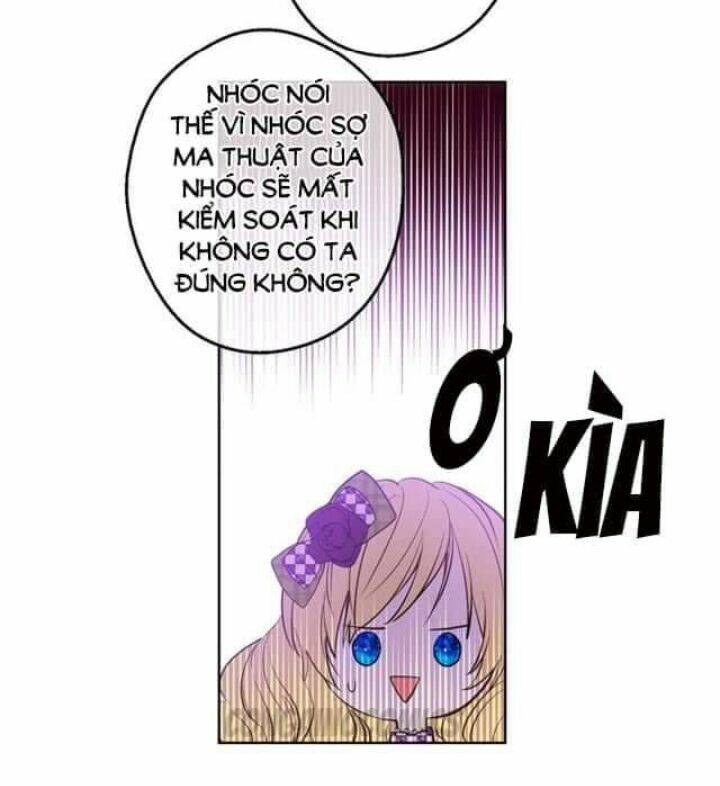 NHÓC NÓI
THẾ VÌ NHÓC SỢ
MA THUẬT CỦA
NHÓC SẼ MẤT
KIỂM SOÁT KHI
KHÔNG CÓ TA
ĐÚNG KHÔNG?
Ơ KÌA